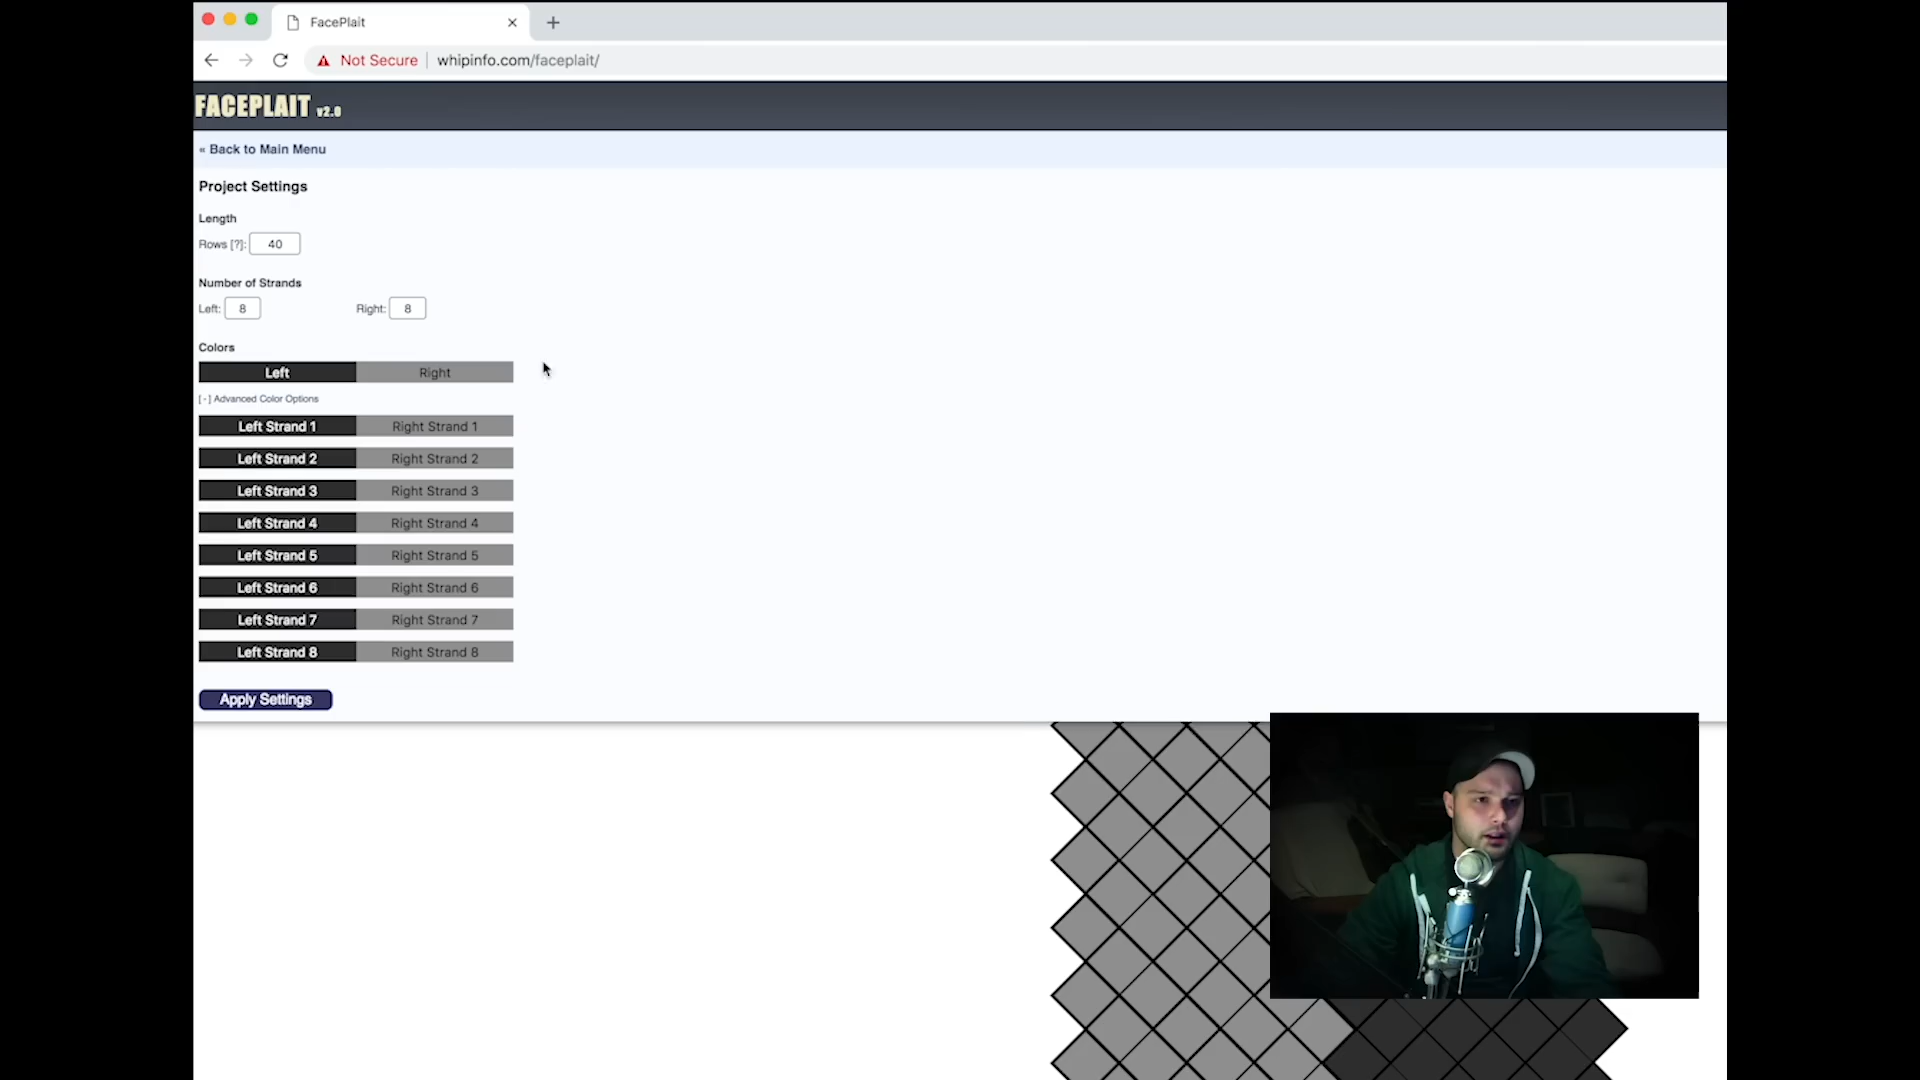 FacePlait
Not Secure
whipinfo.com/faceplait/
FACEPLAIT v2.0
« Back to Main Menu
Project Settings
Length
Rows [?]: 40
Number of Strands
Left: 8 Right: 8
Colors
Left Right
[-] Advanced Color Options
Left Strand 1 Right Strand 1
Left Strand 2 Right Strand 2
Left Strand 3 Right Strand 3
Left Strand 4 Right Strand 4
Left Strand 5 Right Strand 5
Left Strand 6 Right Strand 6
Left Strand 7 Right Strand 7
Left Strand 8 Right Strand 8
Apply Settings